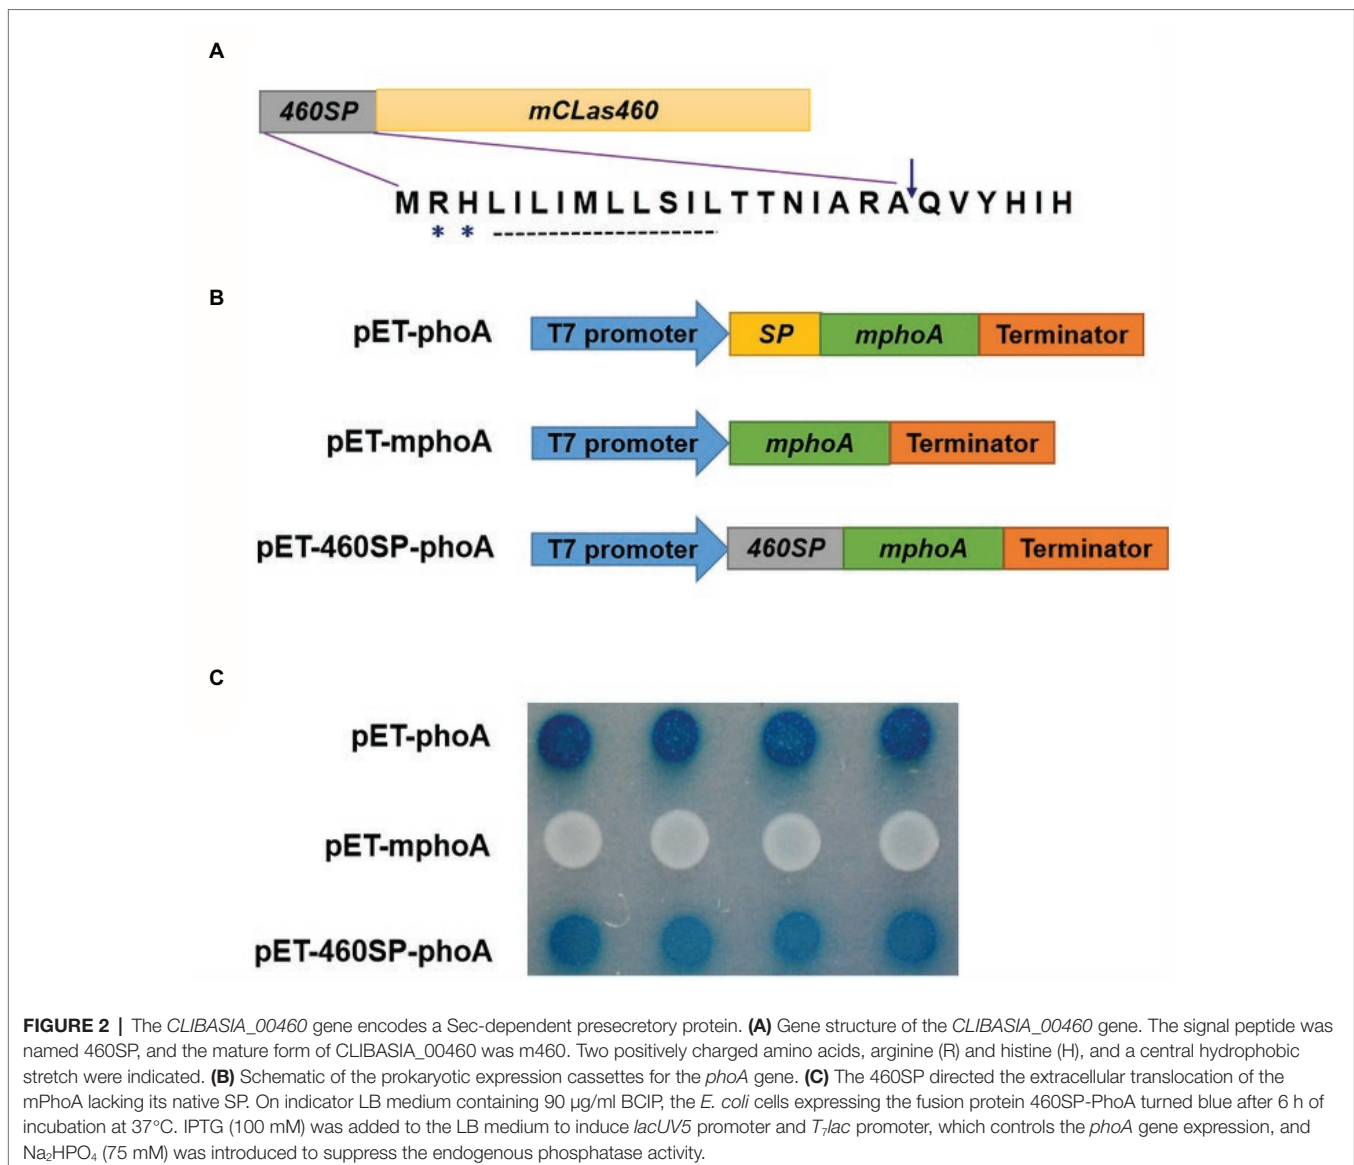 A
460SP mCLas460
MRHLILIMLLSILTTNIARAQVYHIH
* *
B
pET-phoA T7 promoter SP mphoA Terminator
pET-mphoA T7 promoter mphoA Terminator
pET-460SP-phoA T7 promoter 460SP mphoA Terminator
C
pET-phoA
pET-mphoA
pET-460SP-phoA
FIGURE 2 | The CLIBASIA_00460 gene encodes a Sec-dependent presecretory protein. (A) Gene structure of the CLIBASIA_00460 gene. The signal peptide was
named 460SP, and the mature form of CLIBASIA_00460 was m460. Two positively charged amino acids, arginine (R) and histine (H), and a central hydrophobic
stretch were indicated. (B) Schematic of the prokaryotic expression cassettes for the phoA gene. (C) The 460SP directed the extracellular translocation of the
mPhoA lacking its native SP. On indicator LB medium containing 90 μg/ml BCIP, the E. coli cells expressing the fusion protein 460SP-PhoA turned blue after 6 h of
incubation at 37°C. IPTG (100 mM) was added to the LB medium to induce lacUV5 promoter and T₇lac promoter, which controls the phoA gene expression, and
Na₂HPO₄ (75 mM) was introduced to suppress the endogenous phosphatase activity.